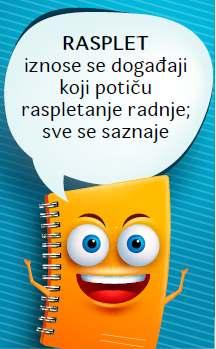 RASPLET
iznose se događaji
koji potiču
raspletanje radnje;
sve se saznaje